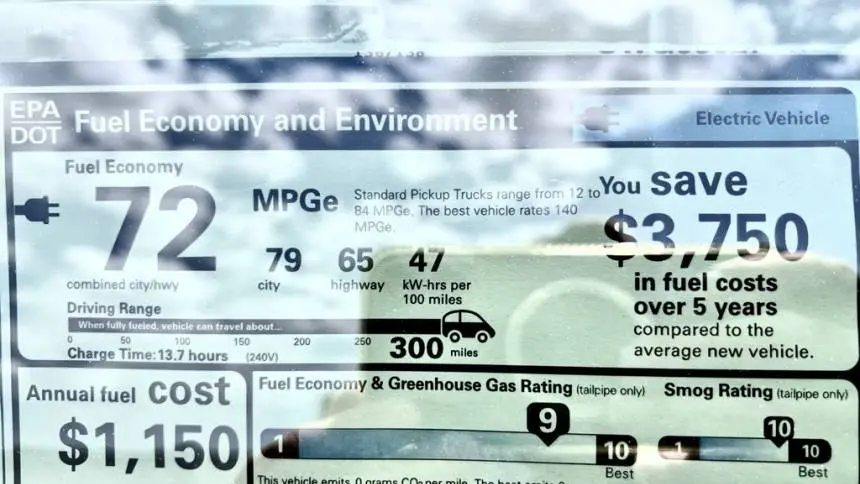 EPA
DOT
Fuel Economy and Environment
Electric Vehicle
Fuel Economy
72
MPGe
combined city/hwy
Standard Pickup Trucks range from 12 to
84 MPGe. The best vehicle rates 140
MPGe.
79 65 47
city highway kW-hrs per
100 miles
You save
$3,750
in fuel costs
over 5 years
compared to the
average new vehicle.
Driving Range
When fully fueled, vehicle can travel about...
0 50 100 150 200 250 300 miles
Charge Time: 13.7 hours (240V)
Annual fuel cost
$1,150
Fuel Economy & Greenhouse Gas Rating (tailpipe only)
9
1 10
Best
Smog Rating (tailpipe only)
10
1 10
Best
This vehicle emits 0 grams CO₂ per mile. The best emits 0